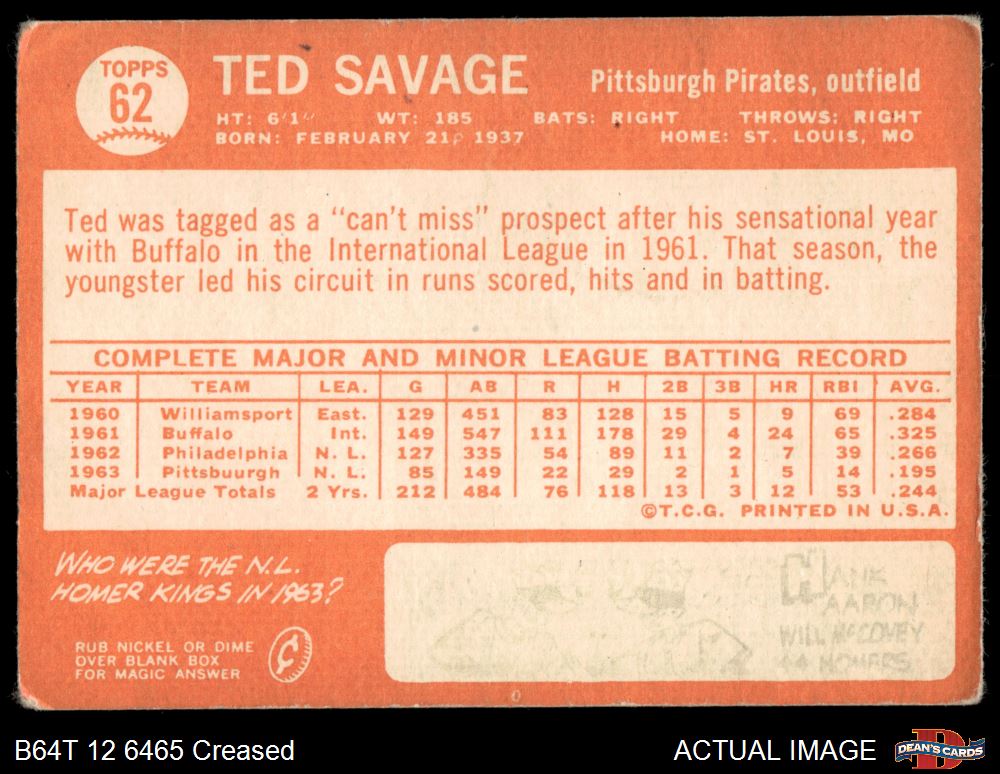 TOPPS
62
TED SAVAGE
Pittsburgh Pirates, outfield
HT: 6'1" WT: 185 BATS: RIGHT THROWS: RIGHT
BORN: FEBRUARY 21, 1937 HOME: ST. LOUIS, MO
Ted was tagged as a "can't miss" prospect after his sensational year
with Buffalo in the International League in 1961. That season, the
youngster led his circuit in runs scored, hits and in batting.
COMPLETE MAJOR AND MINOR LEAGUE BATTING RECORD
YEAR TEAM LEA. G AB R H 2B 3B HR RBI AVG.
1960 Williamsport East. 129 451 83 128 15 5 9 69 .284
1961 Buffalo Int. 149 547 111 178 29 4 24 65 .325
1962 Philadelphia N. L. 127 335 54 89 11 2 7 39 .266
1963 Pittsbuurgh N. L. 85 149 22 29 2 1 5 14 .195
Major League Totals 2 Yrs. 212 484 76 118 13 3 12 53 .244
©T.C.G. PRINTED IN U.S.A.
WHO WERE THE N.L.
HOMER KINGS IN 1963?
RUB NICKEL OR DIME
OVER BLANK BOX
FOR MAGIC ANSWER
HANK
AARON
WILL McCOVEY
44 HOMERS
B64T 12 6465 Creased
ACTUAL IMAGE
DEAN'S CARDS